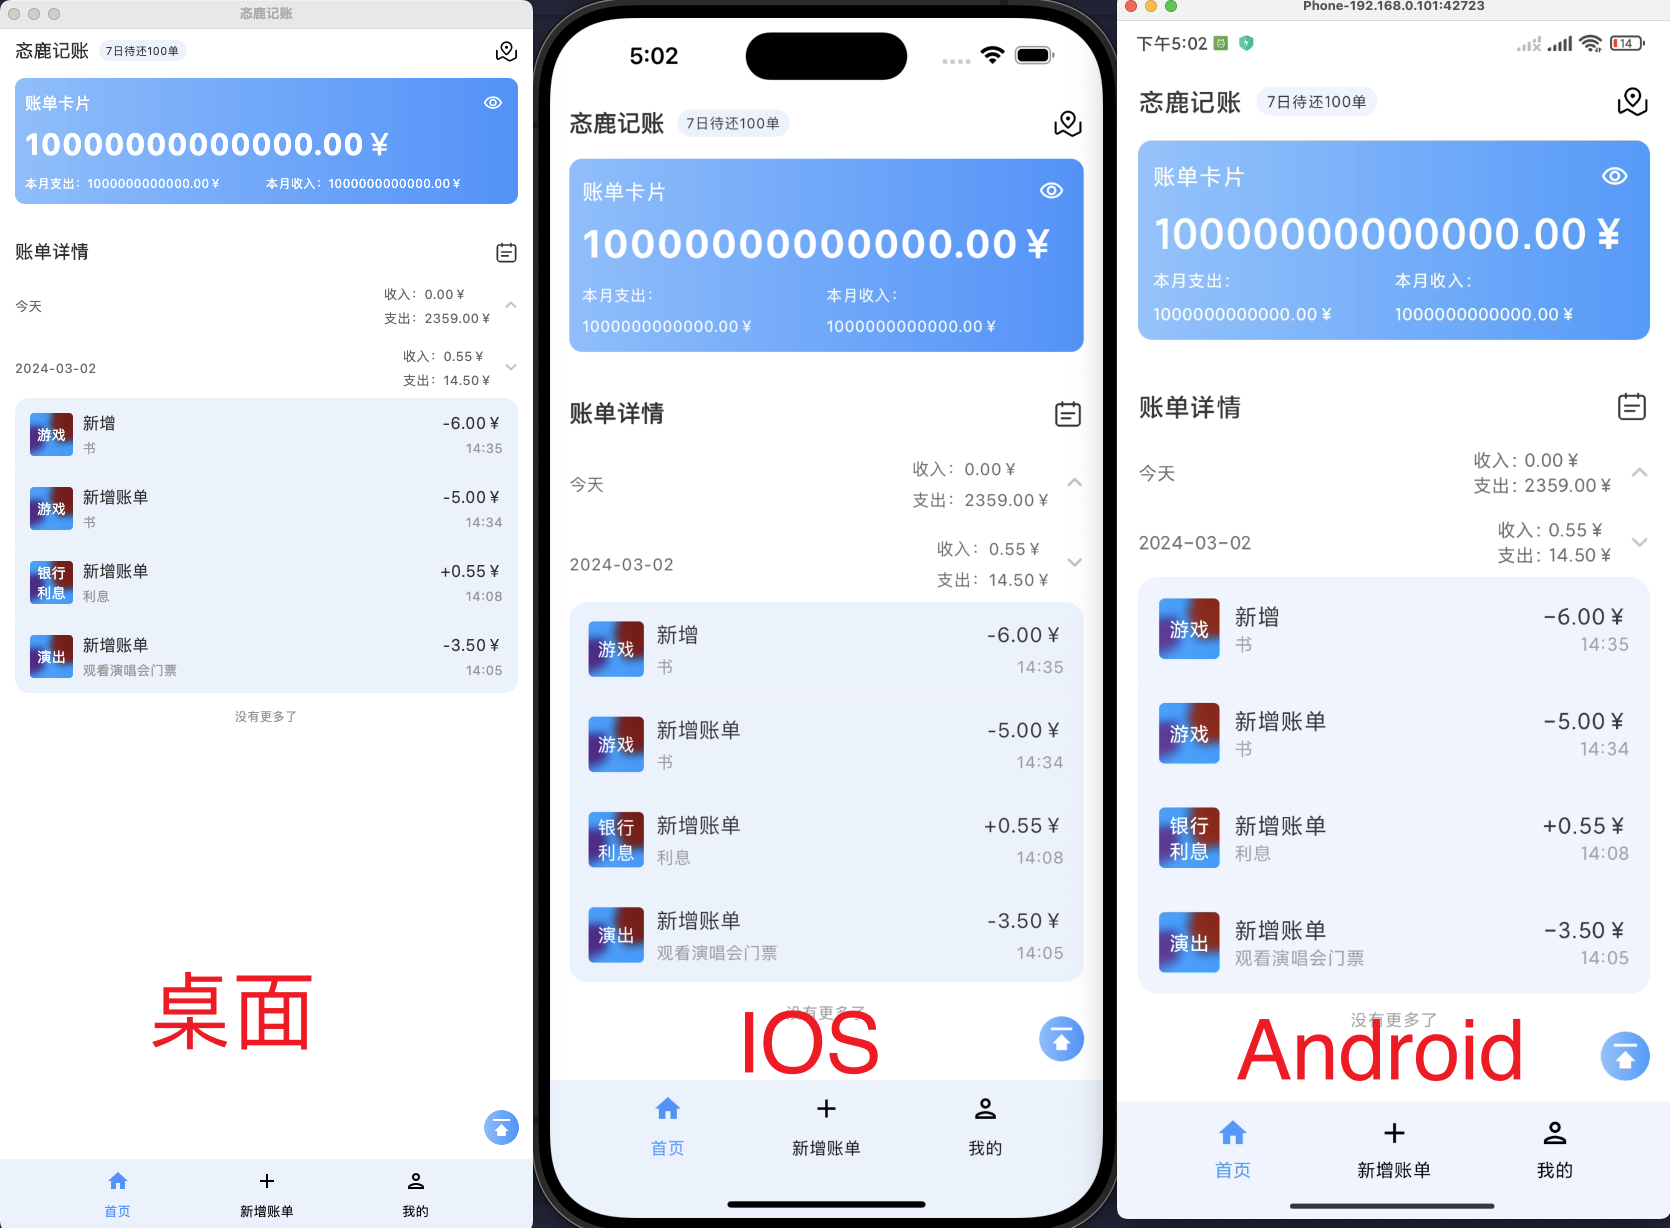 忞鹿记账
忞鹿记账
7日待还100单
账单卡片
10000000000000.00 ¥
本月支出：1000000000000.00 ¥
本月收入：1000000000000.00 ¥
账单详情
今天
收入：0.00 ¥
支出：2359.00 ¥
2024-03-02
收入：0.55 ¥
支出：14.50 ¥
游戏
新增
-6.00 ¥
书
14:35
游戏
新增账单
-5.00 ¥
书
14:34
银行
利息
新增账单
+0.55 ¥
利息
14:08
演出
新增账单
-3.50 ¥
观看演唱会门票
14:05
没有更多了
桌面
首页
新增账单
我的
5:02
忞鹿记账
7日待还100单
账单卡片
10000000000000.00 ¥
本月支出：
本月收入：
1000000000000.00 ¥
1000000000000.00 ¥
账单详情
今天
收入：0.00 ¥
支出：2359.00 ¥
2024-03-02
收入：0.55 ¥
支出：14.50 ¥
游戏
新增
-6.00 ¥
书
14:35
游戏
新增账单
-5.00 ¥
书
14:34
银行
利息
新增账单
+0.55 ¥
利息
14:08
演出
新增账单
-3.50 ¥
观看演唱会门票
14:05
没有更多了
IOS
首页
新增账单
我的
Phone-192.168.0.101:42723
下午5:02
14
忞鹿记账
7日待还100单
账单卡片
10000000000000.00 ¥
本月支出：
本月收入：
1000000000000.00 ¥
1000000000000.00 ¥
账单详情
今天
收入：0.00 ¥
支出：2359.00 ¥
2024-03-02
收入：0.55 ¥
支出：14.50 ¥
游戏
新增
-6.00 ¥
书
14:35
游戏
新增账单
-5.00 ¥
书
14:34
银行
利息
新增账单
+0.55 ¥
利息
14:08
演出
新增账单
-3.50 ¥
观看演唱会门票
14:05
没有更多了
Android
首页
新增账单
我的